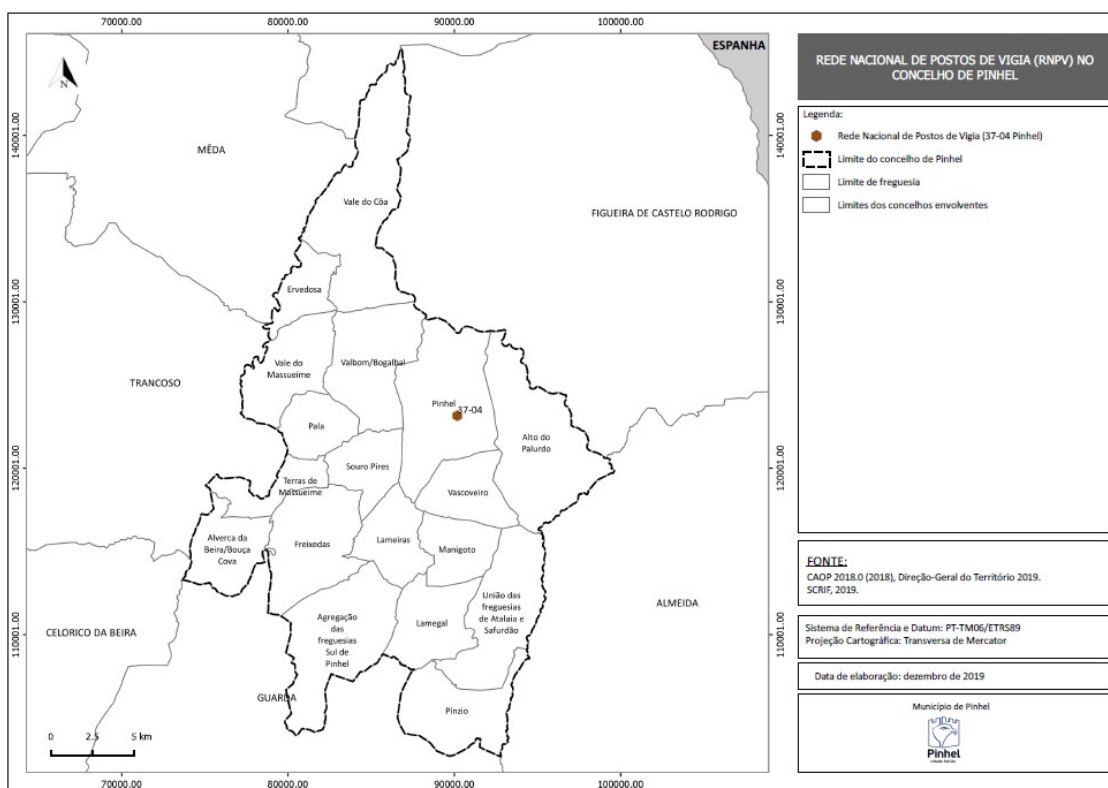 70000.00
80000.00
90000.00
100000.00
140001.00
130001.00
120001.00
110001.00
N
ESPANHA
MÊDA
Vale do Côa
FIGUEIRA DE CASTELO RODRIGO
Ervedosa
Vale do
Massueime
Valbom/Bogalhal
TRANCOSO
Pinhel
37-04
Pala
Alto do
Palurdo
Souro Pires
Terras de
Massueime
Vascoveiro
Alverca da
Beira/Bouça
Cova
Freixedas
Lameiras
Manigoto
União das
freguesias
de Atalaia e
Safurdão
ALMEIDA
CELORICO DA BEIRA
Agregação
das
freguesias
Sul de
Pinhel
Lamegal
GUARDA
Pínzio
0 2.5 5 km
140001.00
130001.00
120001.00
110001.00
70000.00
80000.00
90000.00
100000.00
REDE NACIONAL DE POSTOS DE VIGIA (RNPV) NO
CONCELHO DE PINHEL
Legenda:
Rede Nacional de Postos de Vigia (37-04 Pinhel)
Limite do concelho de Pinhel
Limite de freguesia
Limites dos concelhos envolventes
FONTE:
CAOP 2018.0 (2018), Direção-Geral do Território 2019.
SCRIF, 2019.
Sistema de Referência e Datum: PT-TM06/ETRS89
Projeção Cartográfica: Transversa de Mercator
Data de elaboração: dezembro de 2019
Município de Pinhel
Pinhel
cidade falcão